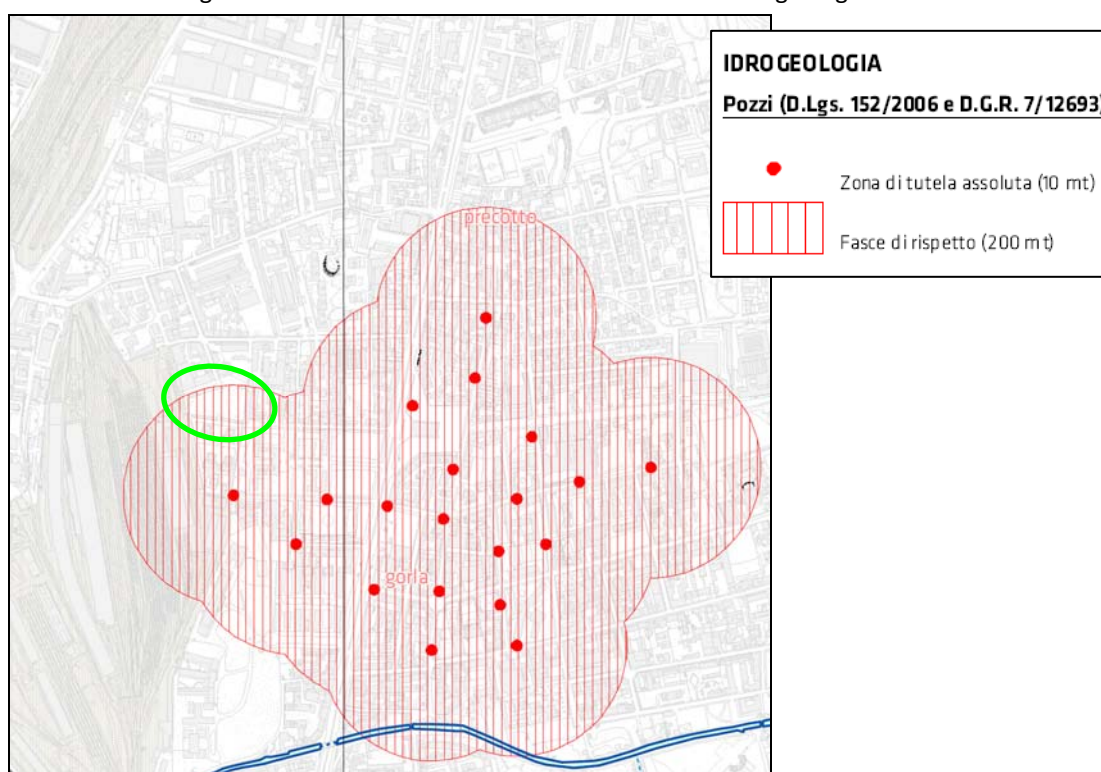 IDROGEOLOGIA
Pozzi (D.Lgs. 152/2006 e D.G.R. 7/12693)
Zona di tutela assoluta (10 mt)
Fasce di rispetto (200 mt)
precotto
gorla